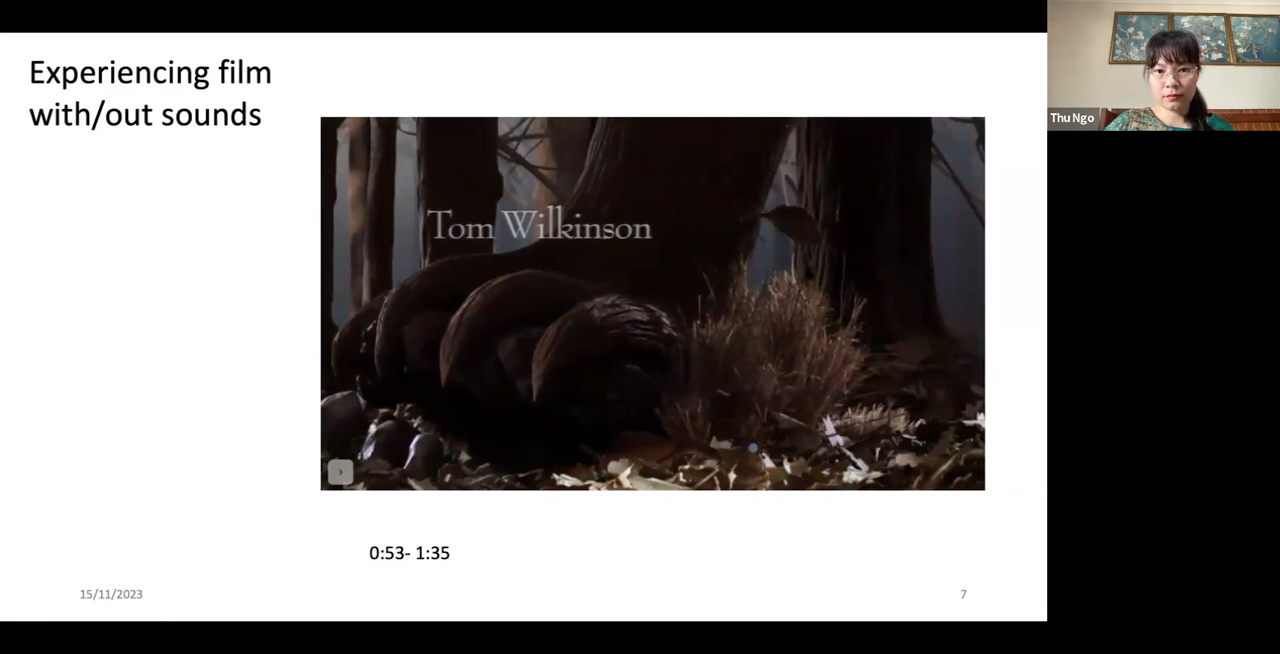 Experiencing film
with/out sounds
Thu Ngo
Tom Wilkinson
0:53- 1:35
15/11/2023
7